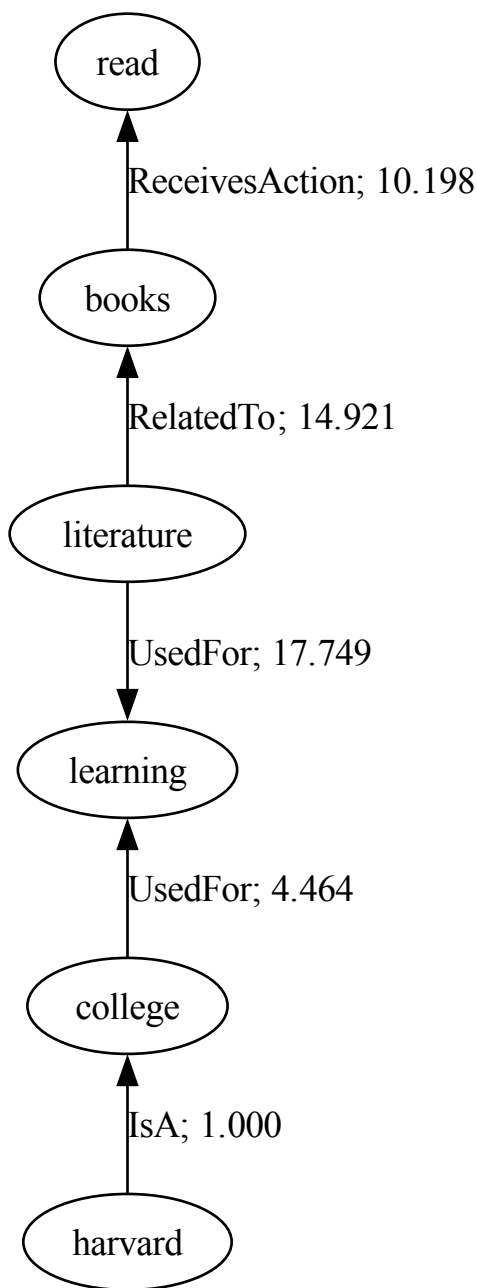 read
ReceivesAction; 10.198
books
RelatedTo; 14.921
literature
UsedFor; 17.749
learning
UsedFor; 4.464
college
IsA; 1.000
harvard